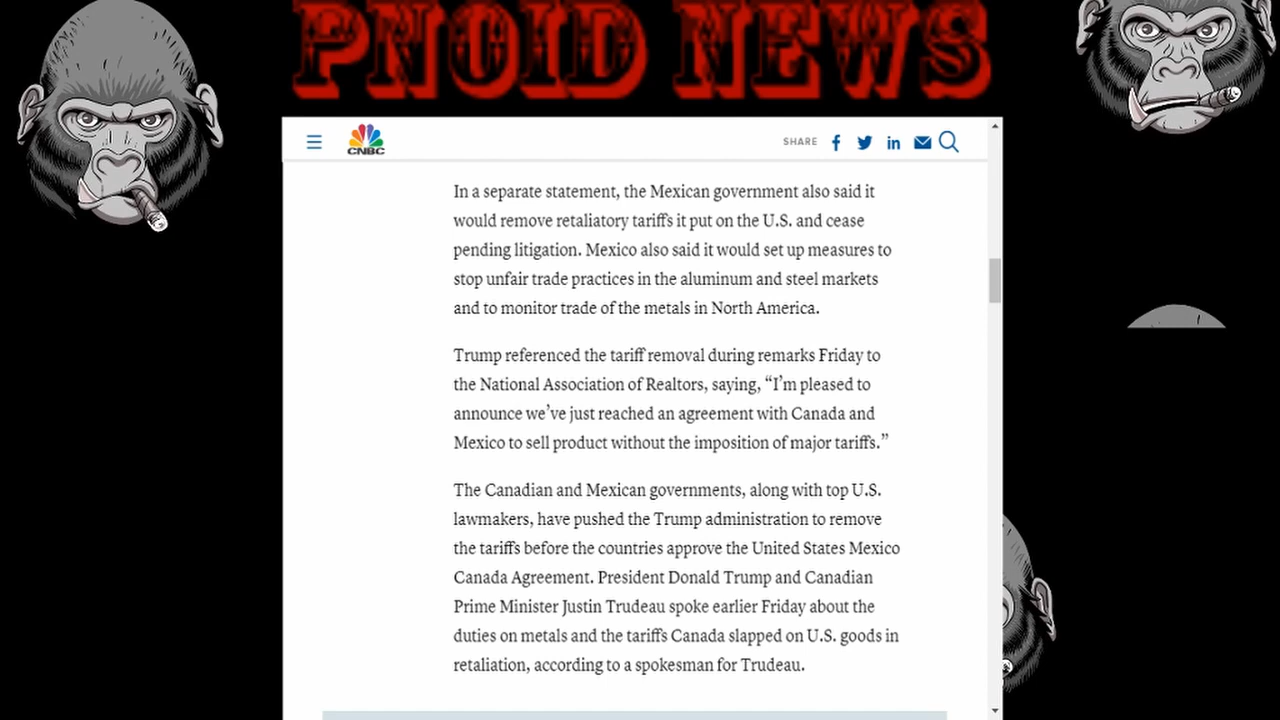 PNOID NEWS
CNBC
SHARE
In a separate statement, the Mexican government also said it
would remove retaliatory tariffs it put on the U.S. and cease
pending litigation. Mexico also said it would set up measures to
stop unfair trade practices in the aluminum and steel markets
and to monitor trade of the metals in North America.
Trump referenced the tariff removal during remarks Friday to
the National Association of Realtors, saying, “I’m pleased to
announce we’ve just reached an agreement with Canada and
Mexico to sell product without the imposition of major tariffs.”
The Canadian and Mexican governments, along with top U.S.
lawmakers, have pushed the Trump administration to remove
the tariffs before the countries approve the United States Mexico
Canada Agreement. President Donald Trump and Canadian
Prime Minister Justin Trudeau spoke earlier Friday about the
duties on metals and the tariffs Canada slapped on U.S. goods in
retaliation, according to a spokesman for Trudeau.